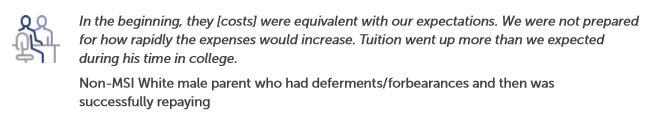 In the beginning, they [costs] were equivalent with our expectations. We were not prepared
for how rapidly the expenses would increase. Tuition went up more than we expected
during his time in college.
Non-MSI White male parent who had deferments/forbearances and then was
successfully repaying